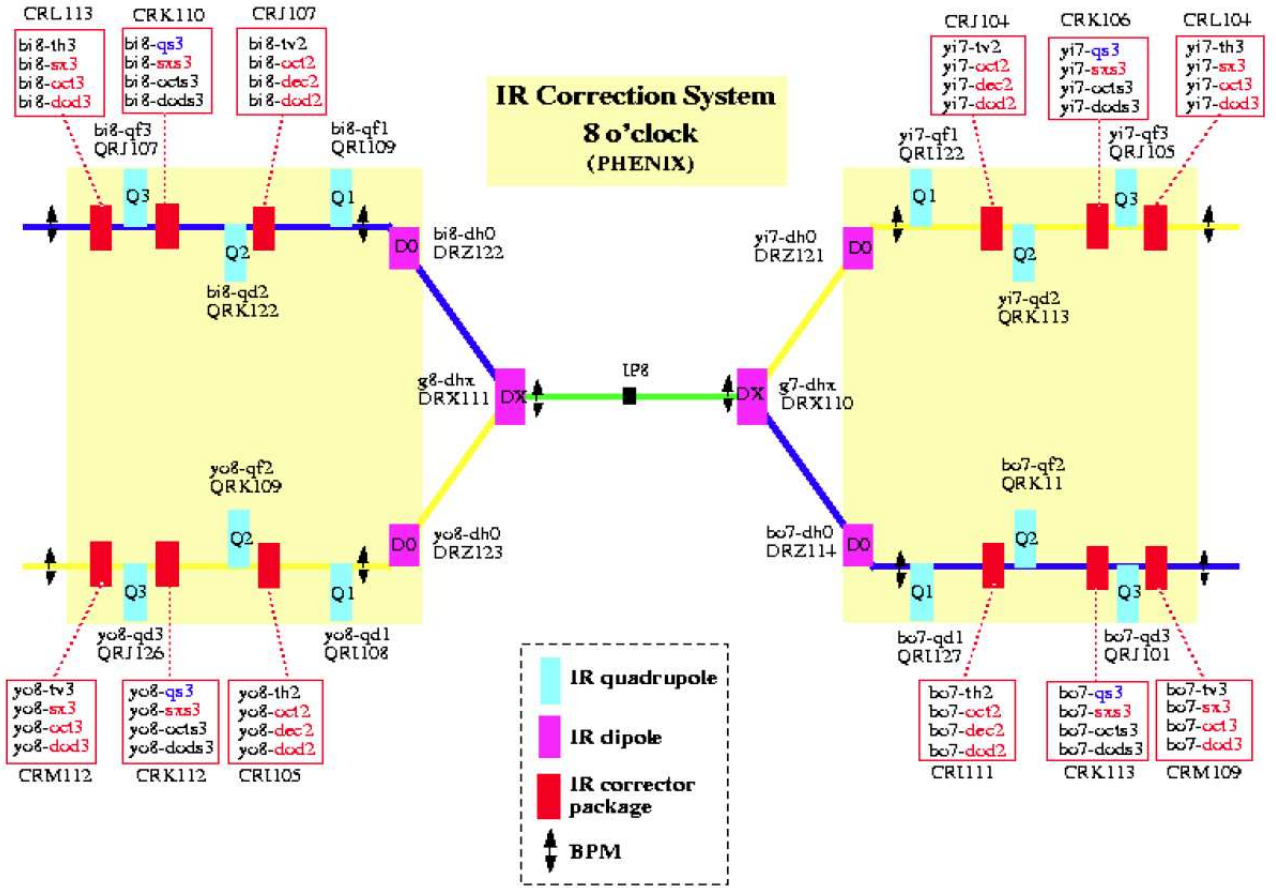 CRL113
bi8-th3
bi8-sx3
bi8-oct3
bi8-dod3
CRK110
bi8-qs3
bi8-sxs3
bi8-octs3
bi8-dods3
CRJ107
bi8-tv2
bi8-oct2
bi8-dec2
bi8-dod2
IR Correction System
8 o'clock
(PHENIX)
CRJ104
yi7-tv2
yi7-oct2
yi7-dec2
yi7-dod2
CRK106
yi7-qs3
yi7-sxs3
yi7-octs3
yi7-dods3
CRL104
yi7-th3
yi7-sx3
yi7-oct3
yi7-dod3
bi8-qf3
QRJ107
bi8-qf1
QRI109
yi7-qf1
QRI122
yi7-qf3
QRJ105
Q3
Q1
Q1
Q3
Q2
D0
bi8-dh0
DRZ122
yi7-dh0
DRZ121
D0
Q2
bi8-qd2
QRK122
yi7-qd2
QRK113
g8-dhx
DRX111
DX
IP8
DX
g7-dhx
DRX110
yo8-qf2
QRK109
bo7-qf2
QRK11
Q2
D0
yo8-dh0
DRZ123
bo7-dh0
DRZ114
D0
Q2
Q3
Q1
Q1
Q3
yo8-qd3
QRJ126
yo8-qd1
QRI108
bo7-qd1
QRI127
bo7-qd3
QRJ101
yo8-tv3
yo8-sx3
yo8-oct3
yo8-dod3
CRM112
yo8-qs3
yo8-sxs3
yo8-octs3
yo8-dods3
CRK112
yo8-th2
yo8-oct2
yo8-dec2
yo8-dod2
CRI105
IR quadrupole
IR dipole
IR corrector
package
BPM
bo7-th2
bo7-oct2
bo7-dec2
bo7-dod2
CRI111
bo7-qs3
bo7-sxs3
bo7-octs3
bo7-dods3
CRK113
bo7-tv3
bo7-sx3
bo7-oct3
bo7-dod3
CRM109